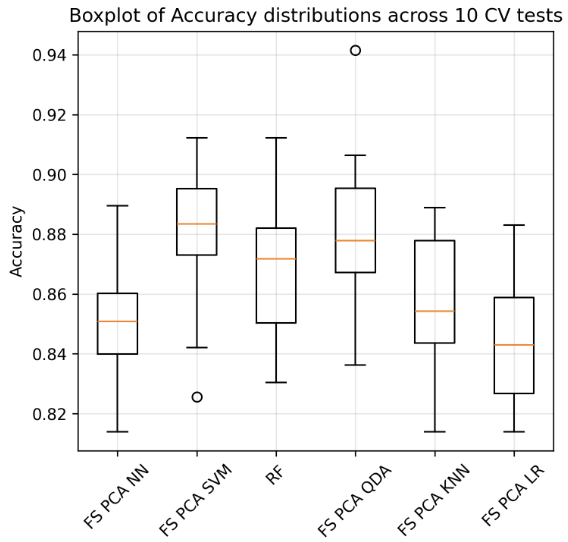 Boxplot of Accuracy distributions across 10 CV tests
Accuracy
0.94
0.92
0.90
0.88
0.86
0.84
0.82
FS PCA NN
FS PCA SVM
RF
FS PCA QDA
FS PCA KNN
FS PCA LR